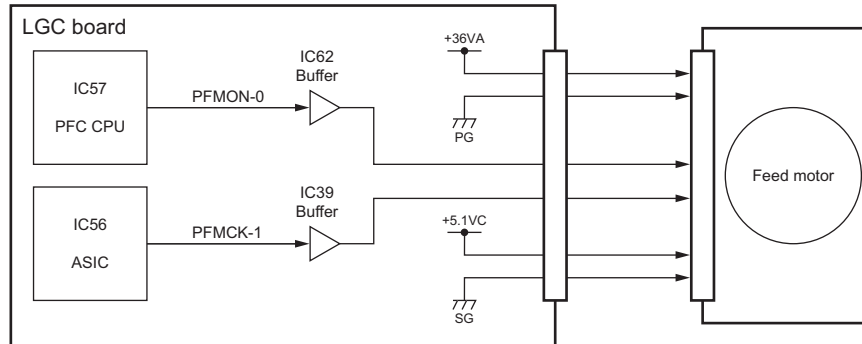 LGC board
IC57
PFC CPU
PFMON-0
IC62
Buffer
+36VA
PG
IC56
ASIC
PFMCK-1
IC39
Buffer
+5.1VC
SG
Feed motor